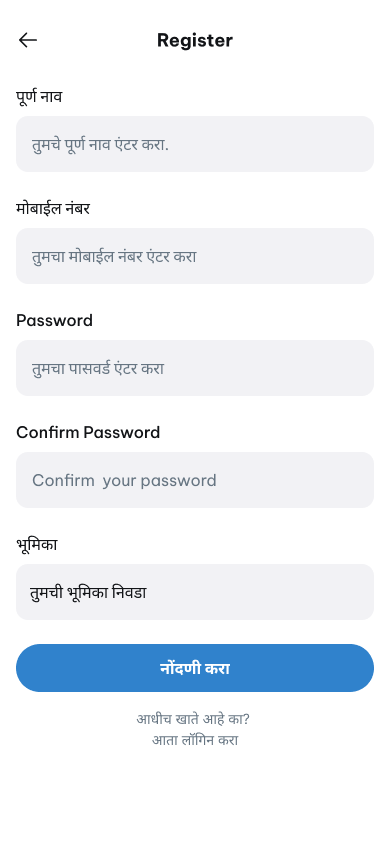 Register
पूर्ण नाव
तुमचे पूर्ण नाव एंटर करा.
मोबाईल नंबर
तुमचा मोबाईल नंबर एंटर करा
Password
तुमचा पासवर्ड एंटर करा
Confirm Password
Confirm  your password
भूमिका
तुमची भूमिका निवडा
नोंदणी करा
आधीच खाते आहे का?
आता लॉगिन करा